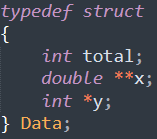 typedef struct
{
    int total;
    double **x;
    int *y;
} Data;